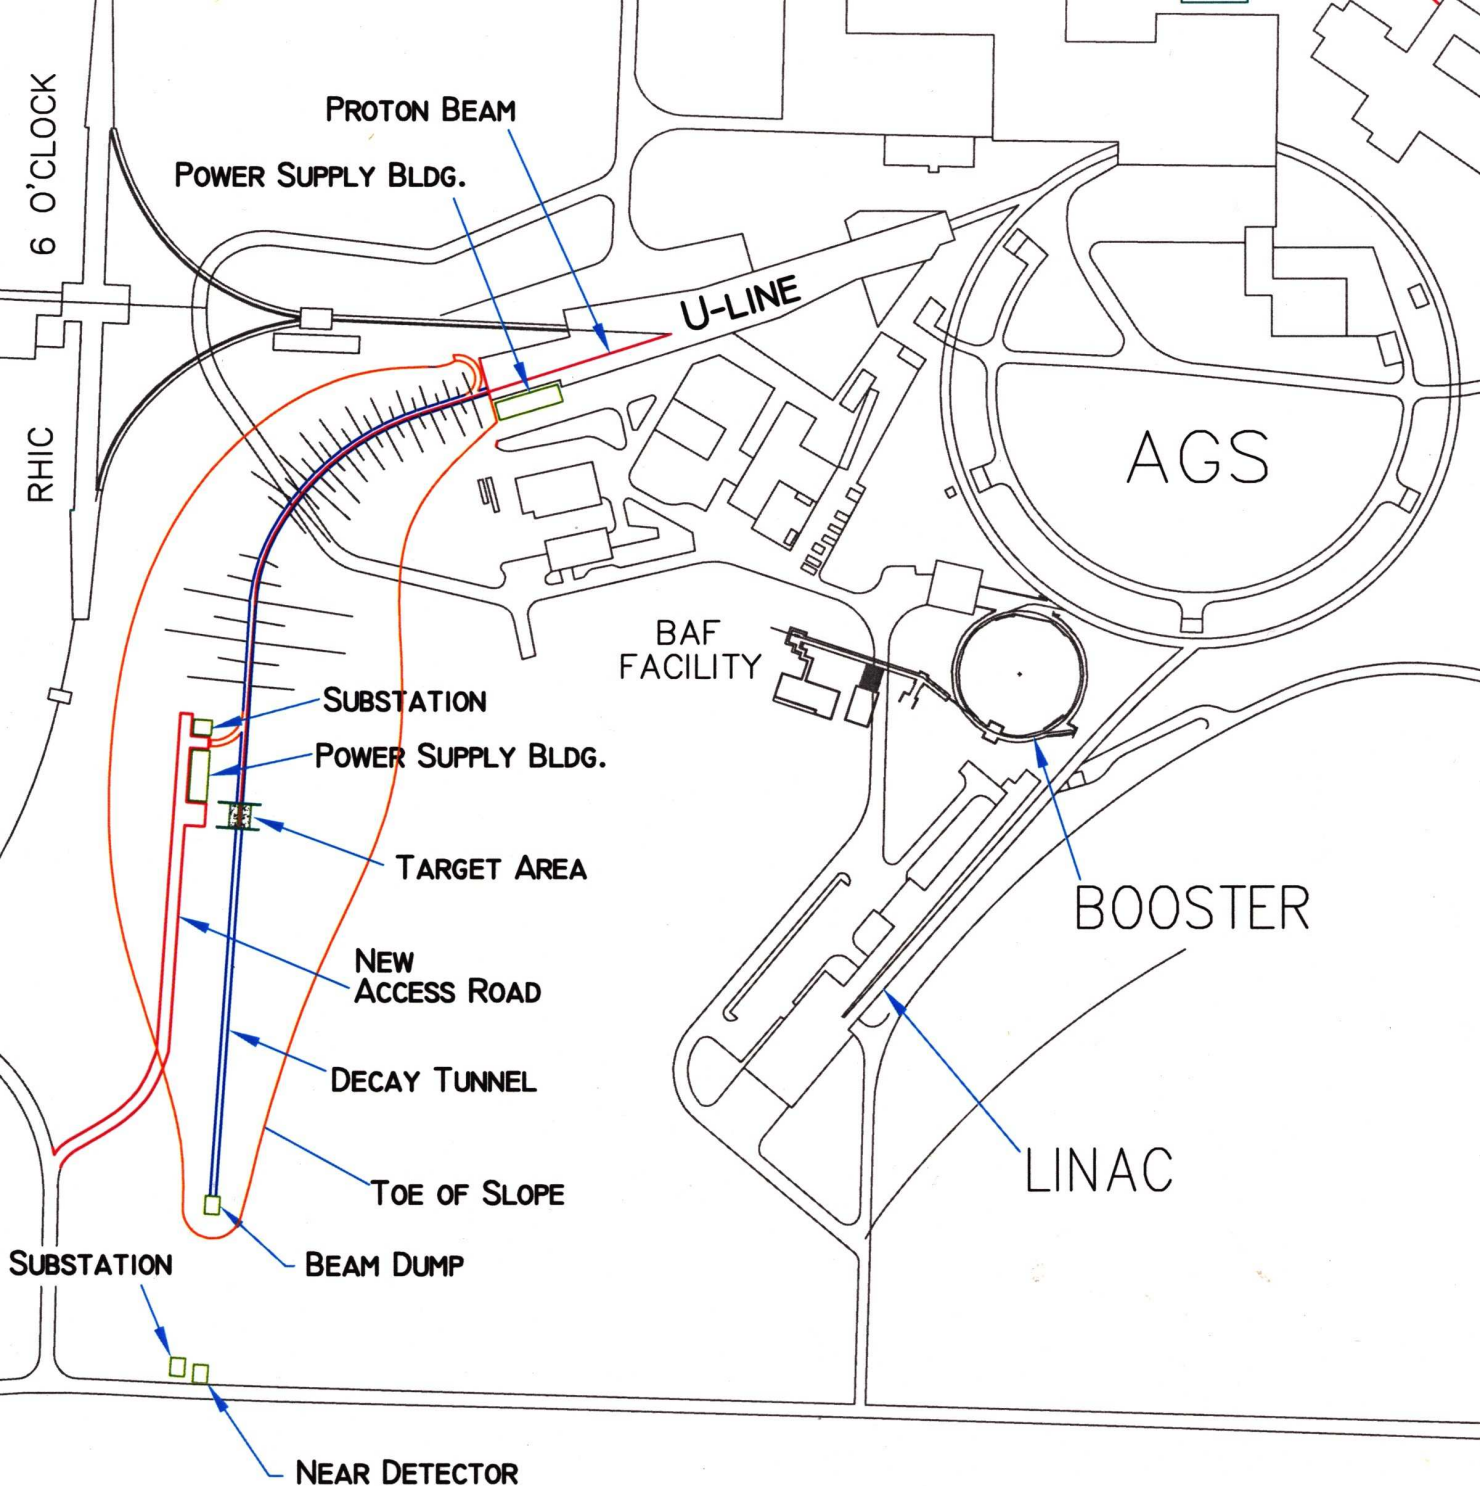 6 O'CLOCK
PROTON BEAM
POWER SUPPLY BLDG.
U-LINE
RHIC
AGS
BAF
FACILITY
SUBSTATION
POWER SUPPLY BLDG.
TARGET AREA
BOOSTER
NEW
ACCESS ROAD
DECAY TUNNEL
LINAC
TOE OF SLOPE
SUBSTATION
BEAM DUMP
NEAR DETECTOR